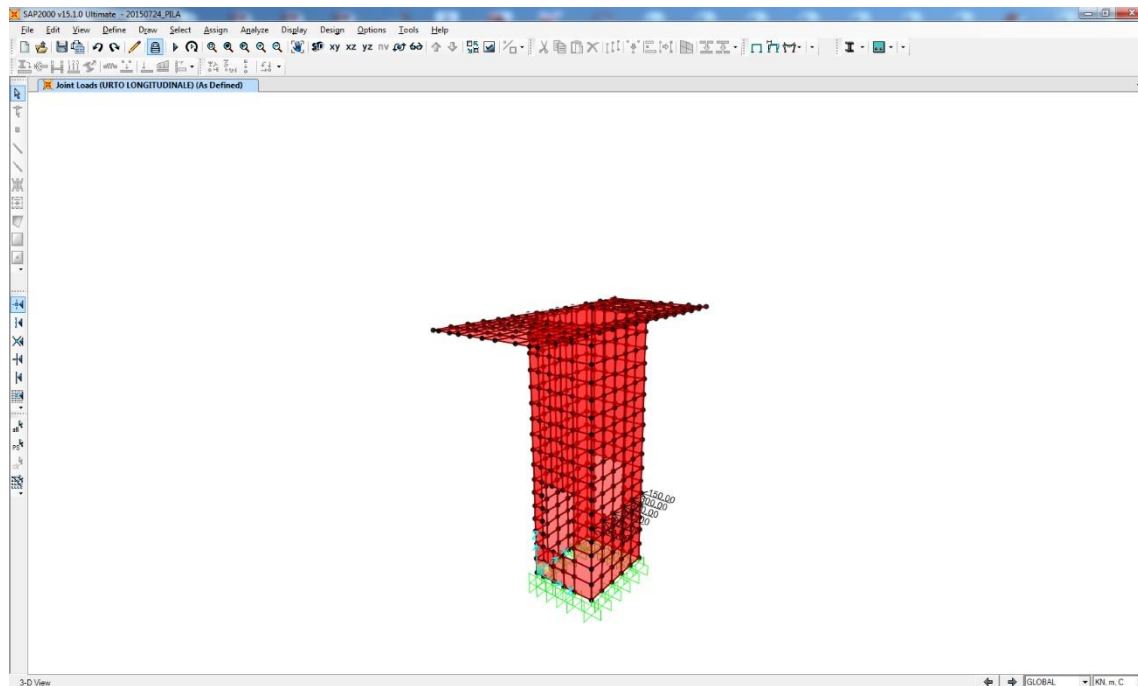 SAP2000 v15.1.0 Ultimate - 20150724_PILA
File Edit View Define Draw Select Assign Analyze Display Design Options Tools Help
3D xy xz yz nv
Joint Loads (URTO LONGITUDINALE) (As Defined)
150.00
3-D View
GLOBAL
KN, m, C